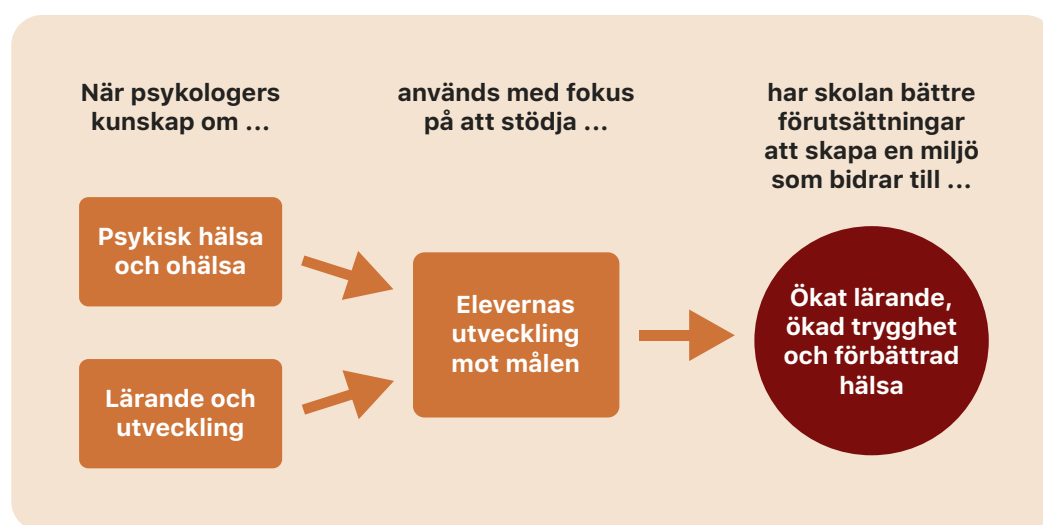 När psykologers
kunskap om ...
används med fokus
på att stödja ...
har skolan bättre
förutsättningar
att skapa en miljö
som bidrar till ...
Psykisk hälsa
och ohälsa
Lärande och
utveckling
Elevernas
utveckling
mot målen
Ökat lärande,
ökad trygghet
och förbättrad
hälsa